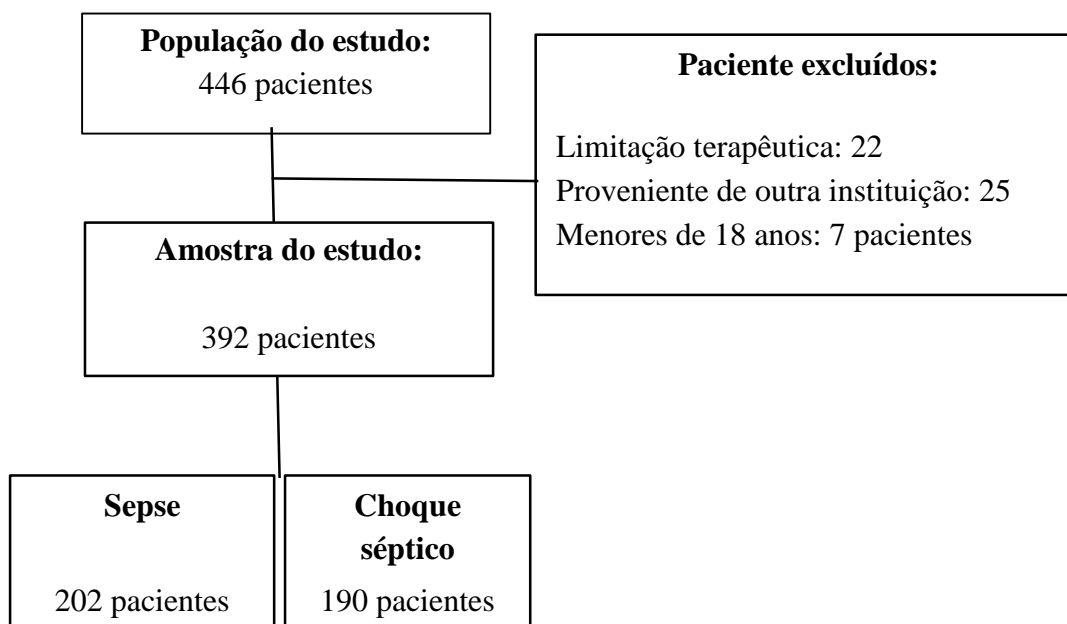 População do estudo:
446 pacientes
Paciente excluídos:
Limitação terapêutica: 22
Proveniente de outra instituição: 25
Menores de 18 anos: 7 pacientes
Amostra do estudo:
392 pacientes
Sepse
202 pacientes
Choque
séptico
190 pacientes